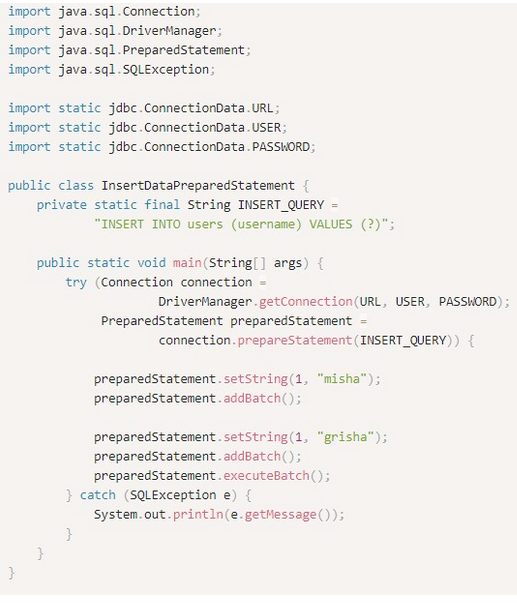 import java.sql.Connection;
import java.sql.DriverManager;
import java.sql.PreparedStatement;
import java.sql.SQLException;

import static jdbc.ConnectionData.URL;
import static jdbc.ConnectionData.USER;
import static jdbc.ConnectionData.PASSWORD;

public class InsertDataPreparedStatement {
    private static final String INSERT_QUERY =
            "INSERT INTO users (username) VALUES (?)";

    public static void main(String[] args) {
        try (Connection connection =
                     DriverManager.getConnection(URL, USER, PASSWORD);
             PreparedStatement preparedStatement =
                     connection.prepareStatement(INSERT_QUERY)) {

            preparedStatement.setString(1, "misha");
            preparedStatement.addBatch();

            preparedStatement.setString(1, "grisha");
            preparedStatement.addBatch();
            preparedStatement.executeBatch();
        } catch (SQLException e) {
            System.out.println(e.getMessage());
        }
    }
}